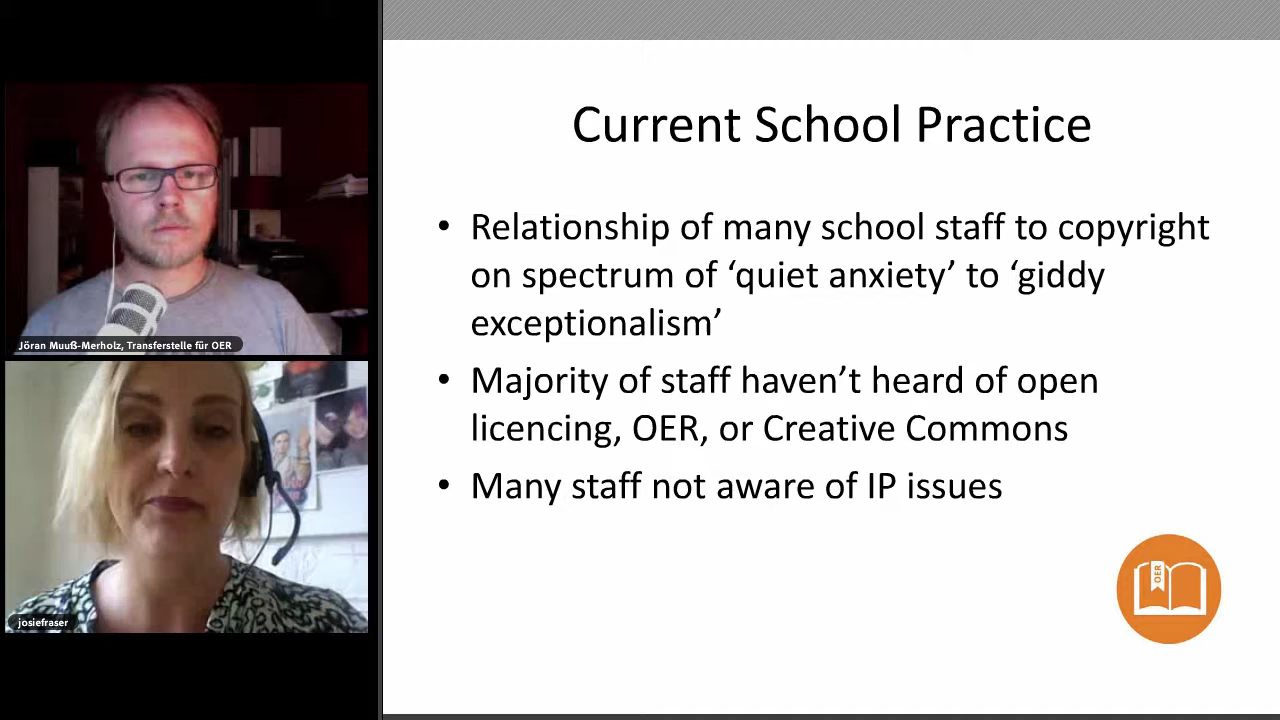 Current School Practice
• Relationship of many school staff to copyright
on spectrum of ‘quiet anxiety’ to ‘giddy
exceptionalism’
• Majority of staff haven’t heard of open
licencing, OER, or Creative Commons
• Many staff not aware of IP issues
OER
Jöran Muuß-Merholz, Transferstelle für OER
josiefraser